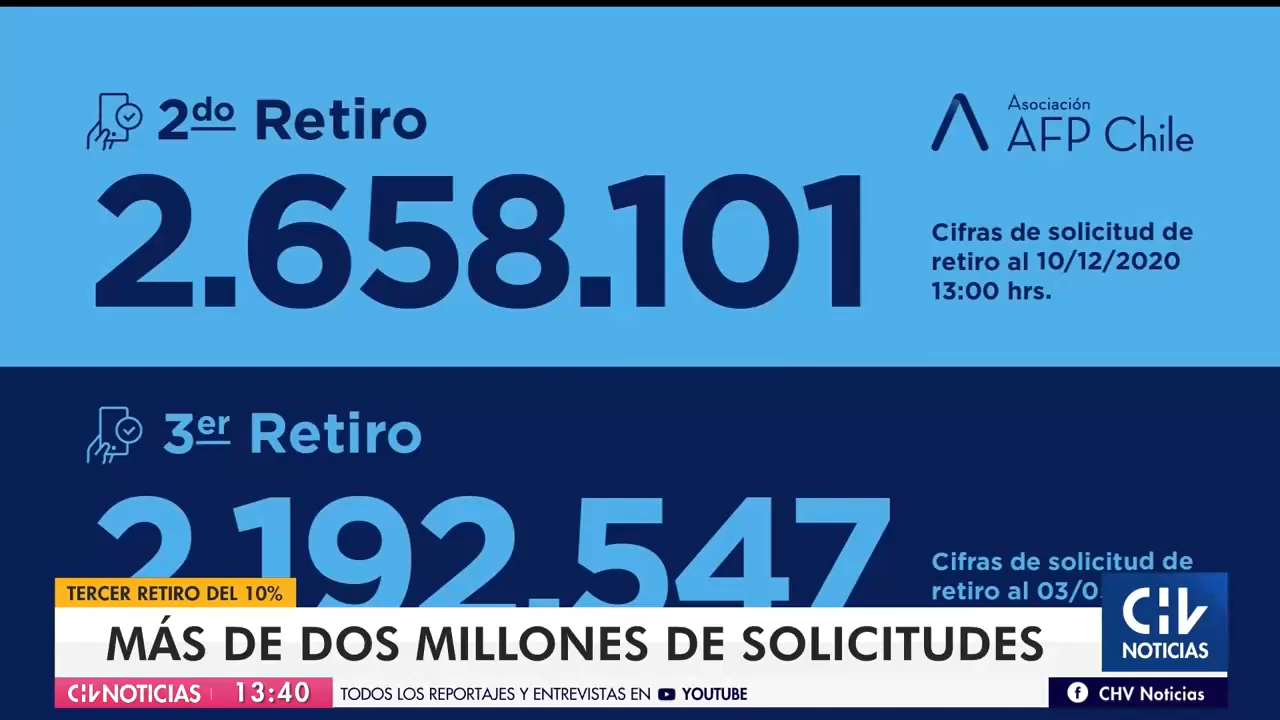 2do Retiro
Asociación
AFP Chile
2.658.101
Cifras de solicitud de
retiro al 10/12/2020
13:00 hrs.
3er Retiro
2.192.547
Cifras de solicitud de
retiro al 03/0
TERCER RETIRO DEL 10%
MÁS DE DOS MILLONES DE SOLICITUDES
CHV
NOTICIAS
CHV NOTICIAS 13:40 TODOS LOS REPORTAJES Y ENTREVISTAS EN YOUTUBE
CHV Noticias